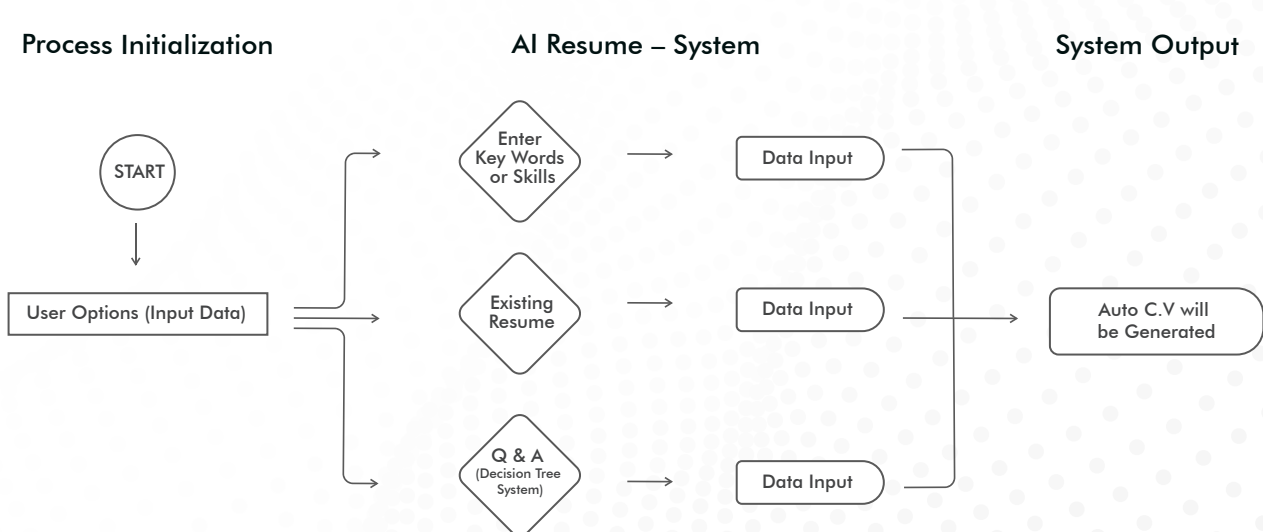 Process Initialization
AI Resume – System
System Output
START
User Options (Input Data)
Enter
Key Words
or Skills
Data Input
Existing
Resume
Data Input
Q & A
(Decision Tree
System)
Data Input
Auto C.V will
be Generated